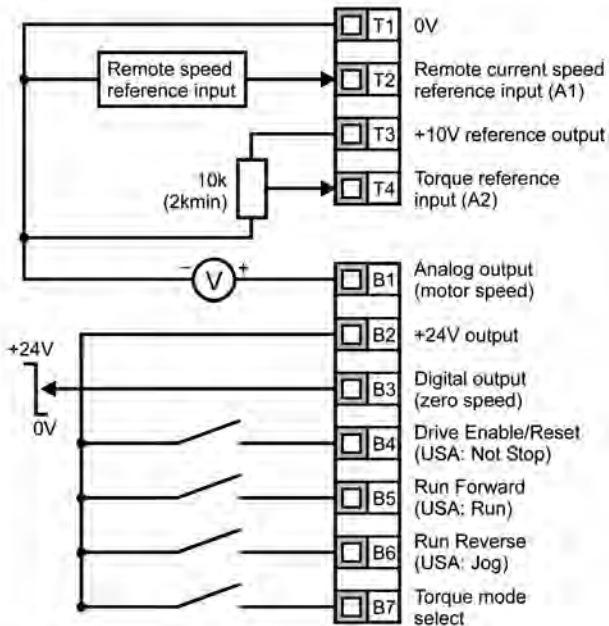 T1 0V
Remote speed
reference input
T2 Remote current speed
reference input (A1)
T3 +10V reference output
10k
(2kmin)
T4 Torque reference
input (A2)
− V +
B1 Analog output
(motor speed)
B2 +24V output
+24V
0V
B3 Digital output
(zero speed)
B4 Drive Enable/Reset
(USA: Not Stop)
B5 Run Forward
(USA: Run)
B6 Run Reverse
(USA: Jog)
B7 Torque mode
select